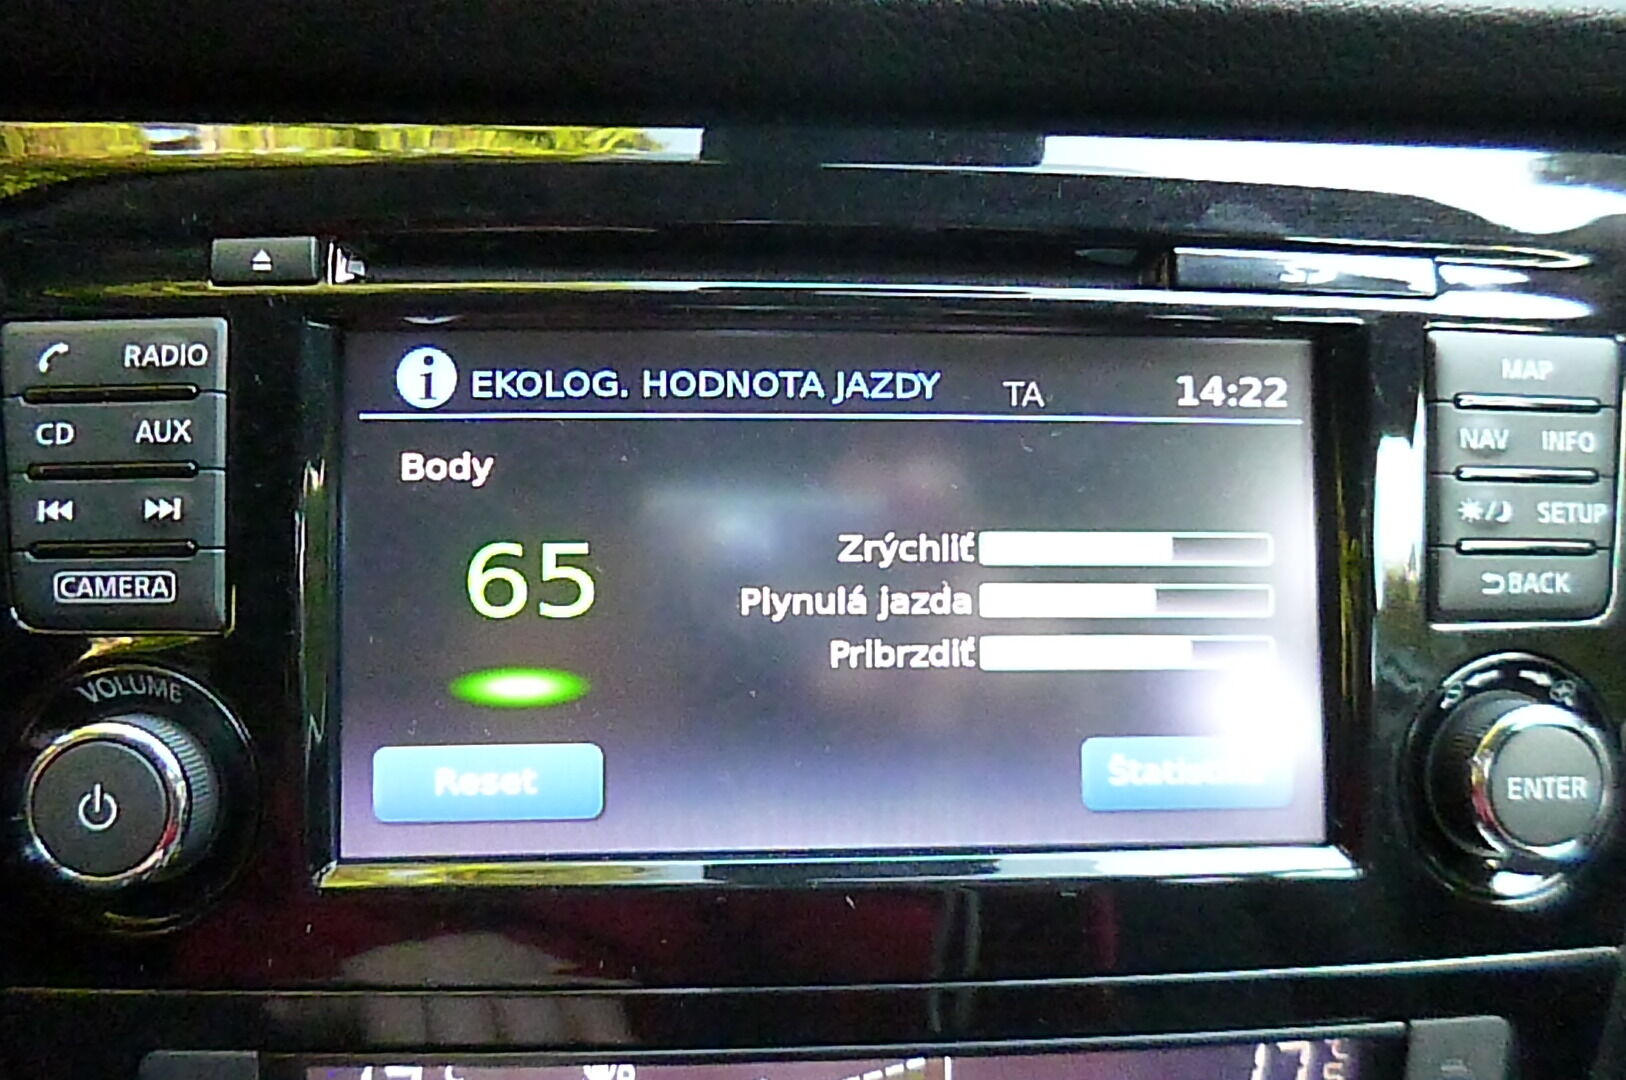 RADIO
CD AUX
CAMERA
VOLUME
i EKOLOG. HODNOTA JAZDY TA 14:22
Body
65
Zrýchliť
Plynulá jazda
Pribrzdiť
Reset
MAP
NAV INFO
SETUP
BACK
ENTER